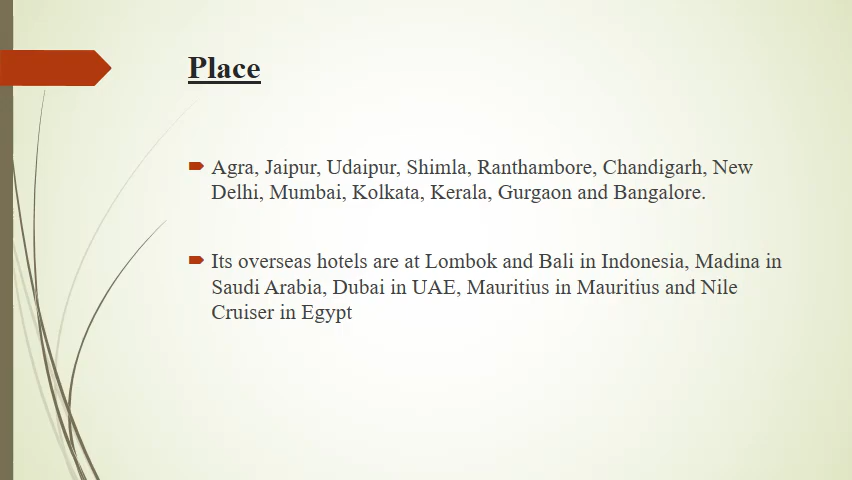 Place
Agra, Jaipur, Udaipur, Shimla, Ranthambore, Chandigarh, New
Delhi, Mumbai, Kolkata, Kerala, Gurgaon and Bangalore.
Its overseas hotels are at Lombok and Bali in Indonesia, Madina in
Saudi Arabia, Dubai in UAE, Mauritius in Mauritius and Nile
Cruiser in Egypt